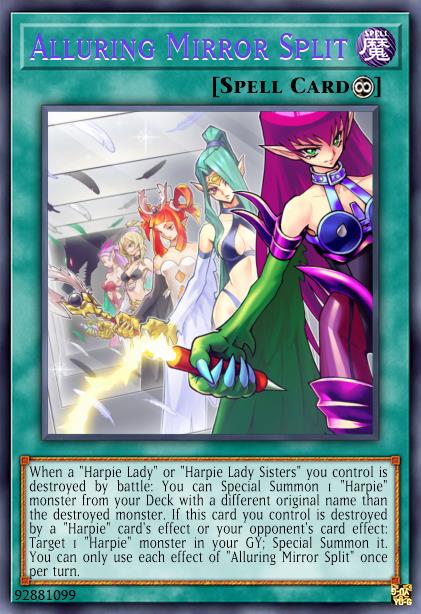 Alluring Mirror Split
SPELL
魔
[Spell Card]
When a "Harpie Lady" or "Harpie Lady Sisters" you control is
destroyed by battle: You can Special Summon 1 "Harpie"
monster from your Deck with a different original name than
the destroyed monster. If this card you control is destroyed
by a "Harpie" card's effect or your opponent's card effect:
Target 1 "Harpie" monster in your GY; Special Summon it.
You can only use each effect of "Alluring Mirror Split" once
per turn.
92881099